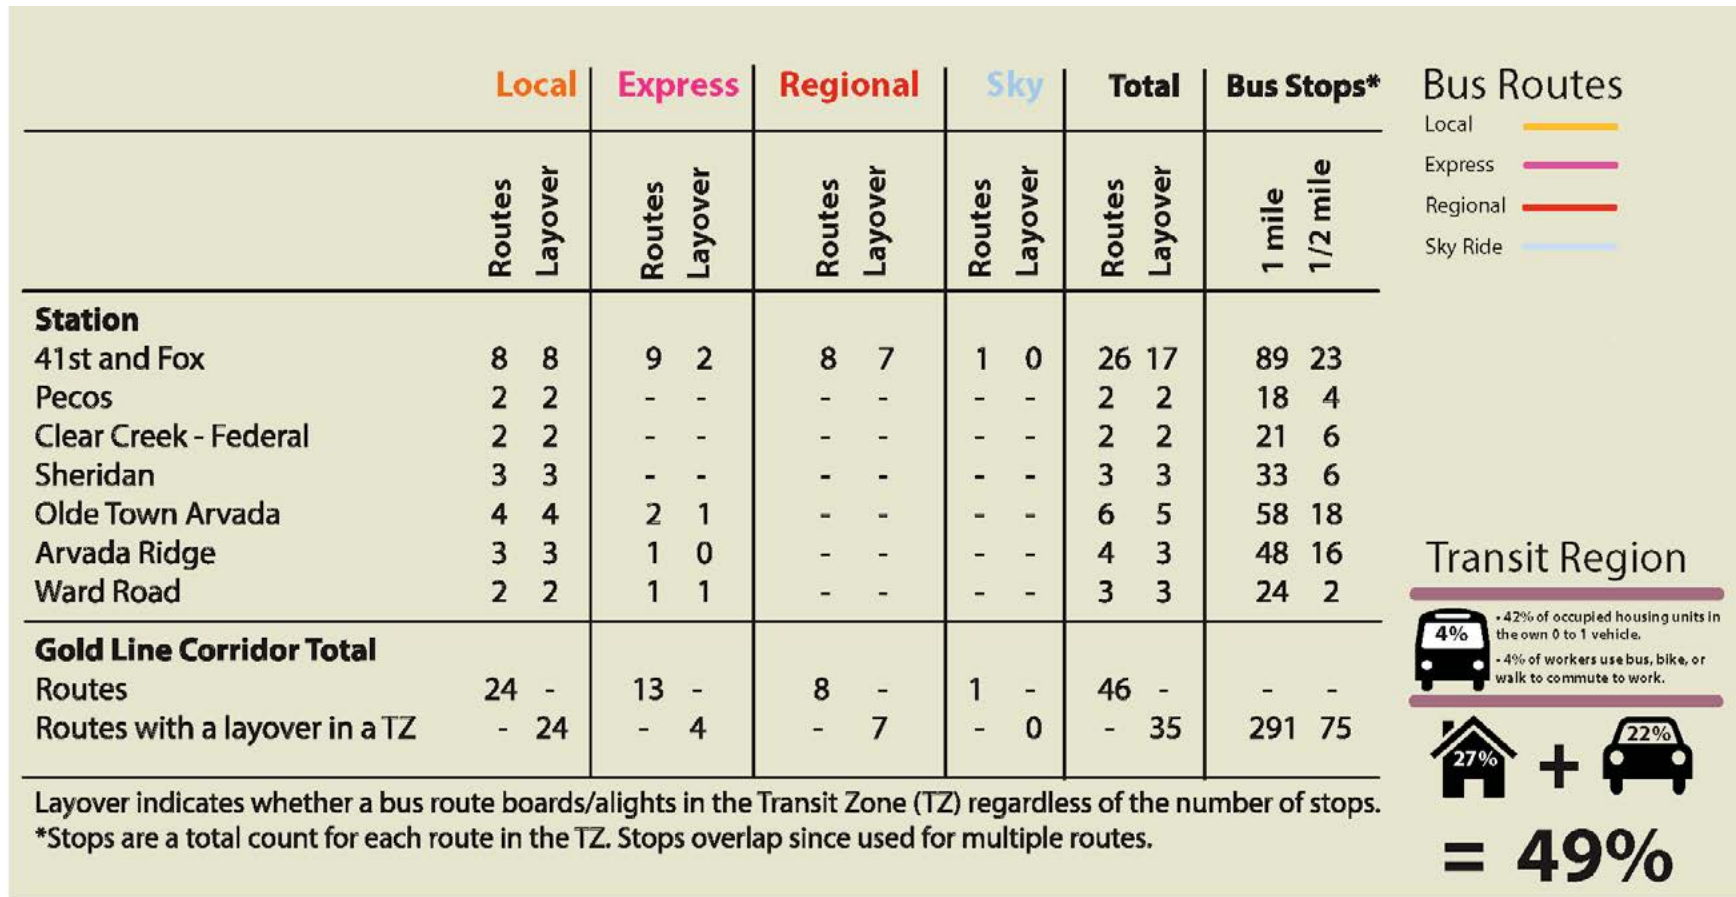 Local Express Regional Sky Total Bus Stops*
Routes Layover Routes Layover Routes Layover Routes Layover Routes Layover 1 mile 1/2 mile
Station
41st and Fox 8 8 9 2 8 7 1 0 26 17 89 23
Pecos 2 2 - - - - - - 2 2 18 4
Clear Creek - Federal 2 2 - - - - - - 2 2 21 6
Sheridan 3 3 - - - - - - 3 3 33 6
Olde Town Arvada 4 4 2 1 - - - - 6 5 58 18
Arvada Ridge 3 3 1 0 - - - - 4 3 48 16
Ward Road 2 2 1 1 - - - - 3 3 24 2
Gold Line Corridor Total
Routes 24 - 13 - 8 - 1 - 46 - - -
Routes with a layover in a TZ - 24 - 4 - 7 - 0 - 35 291 75
Layover indicates whether a bus route boards/alights in the Transit Zone (TZ) regardless of the number of stops.
*Stops are a total count for each route in the TZ. Stops overlap since used for multiple routes.
Bus Routes
Local
Express
Regional
Sky Ride
Transit Region
4%
• 42% of occupied housing units in
the own 0 to 1 vehicle.
• 4% of workers use bus, bike, or
walk to commute to work.
27% + 22%
= 49%